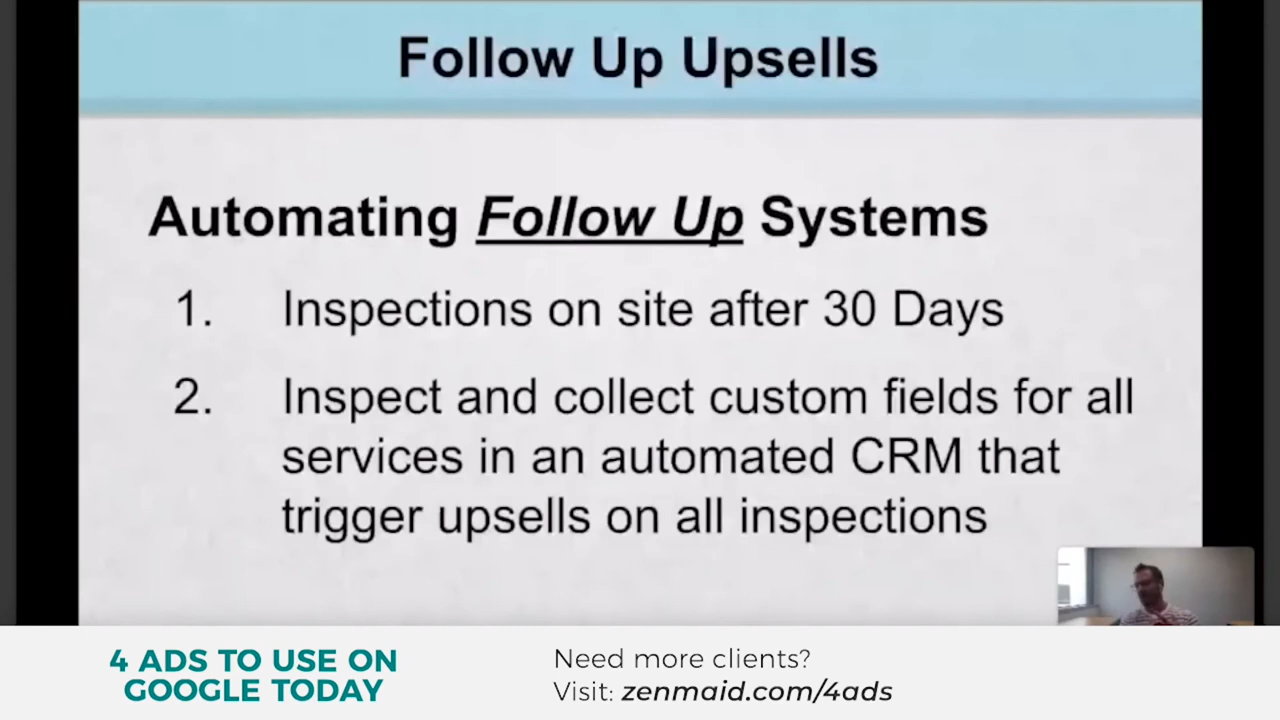 Follow Up Upsells
Automating Follow Up Systems
1. Inspections on site after 30 Days
2. Inspect and collect custom fields for all
services in an automated CRM that
trigger upsells on all inspections
4 ADS TO USE ON
GOOGLE TODAY
Need more clients?
Visit: zenmaid.com/4ads